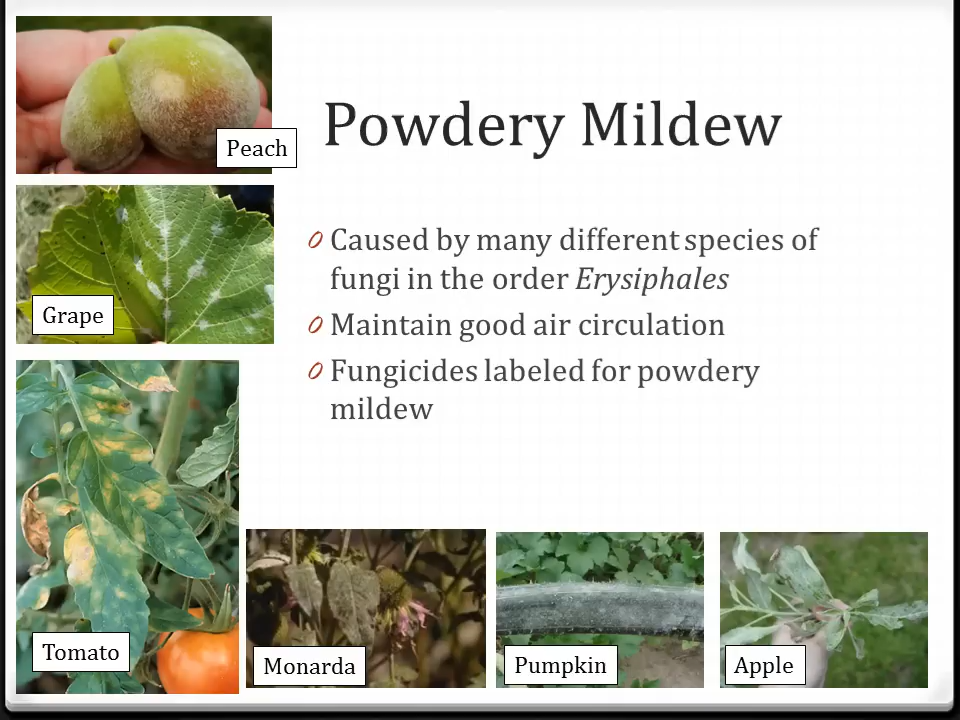 Powdery Mildew
Peach
Caused by many different species of
fungi in the order Erysiphales
Maintain good air circulation
Fungicides labeled for powdery
mildew
Grape
Tomato
Monarda
Pumpkin
Apple